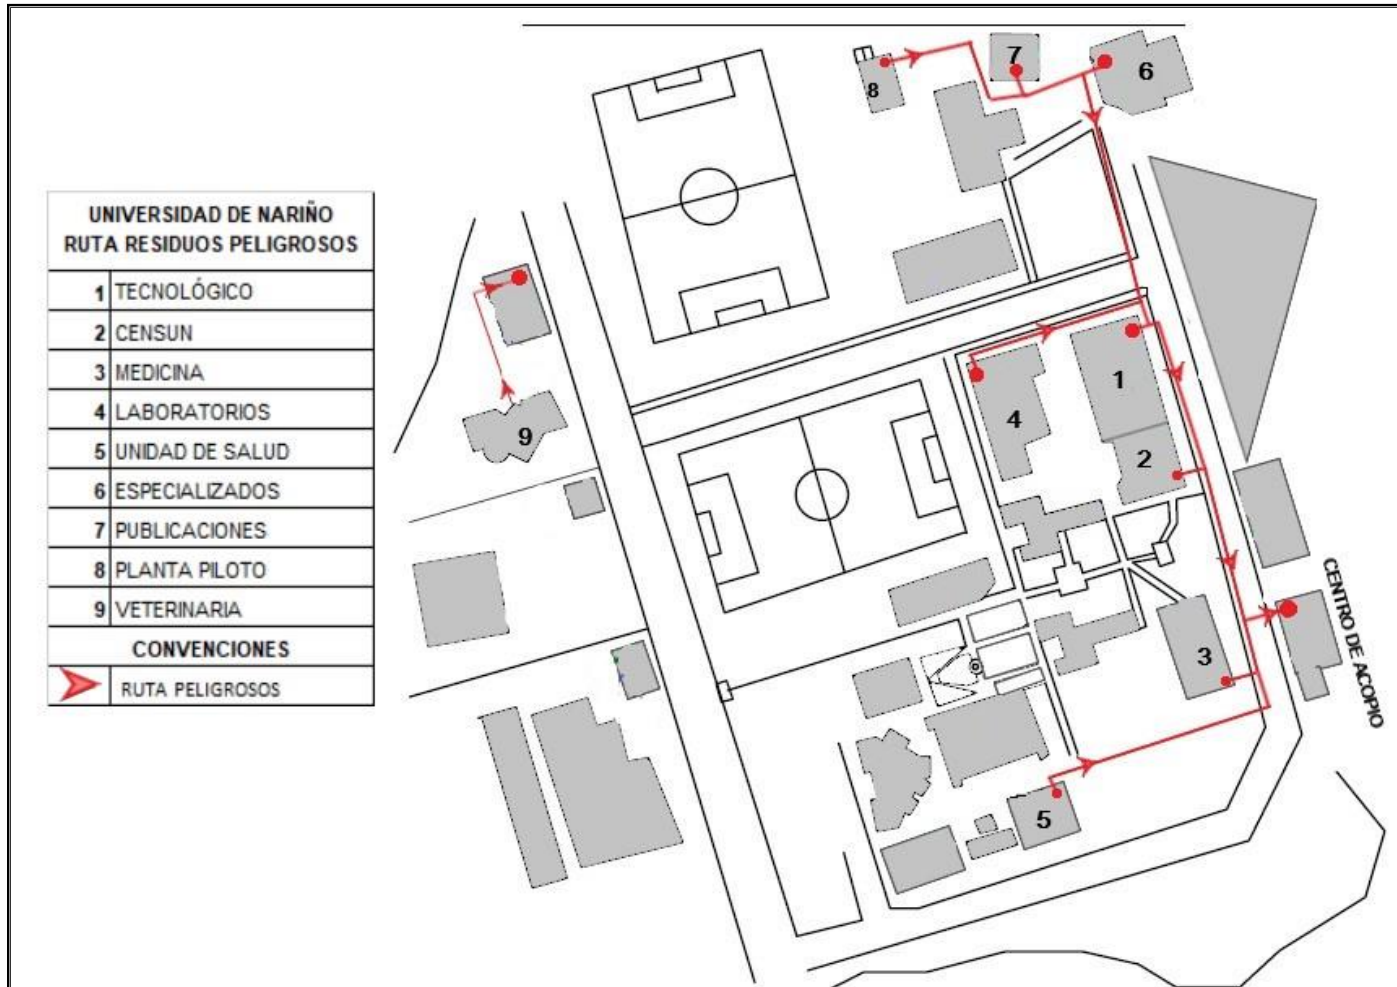 UNIVERSIDAD DE NARIÑO
RUTA RESIDUOS PELIGROSOS
1 TECNOLÓGICO
2 CENSUN
3 MEDICINA
4 LABORATORIOS
5 UNIDAD DE SALUD
6 ESPECIALIZADOS
7 PUBLICACIONES
8 PLANTA PILOTO
9 VETERINARIA
CONVENCIONES
RUTA PELIGROSOS
7
6
8
1
4
9
2
3
5
CENTRO DE ACOPIO